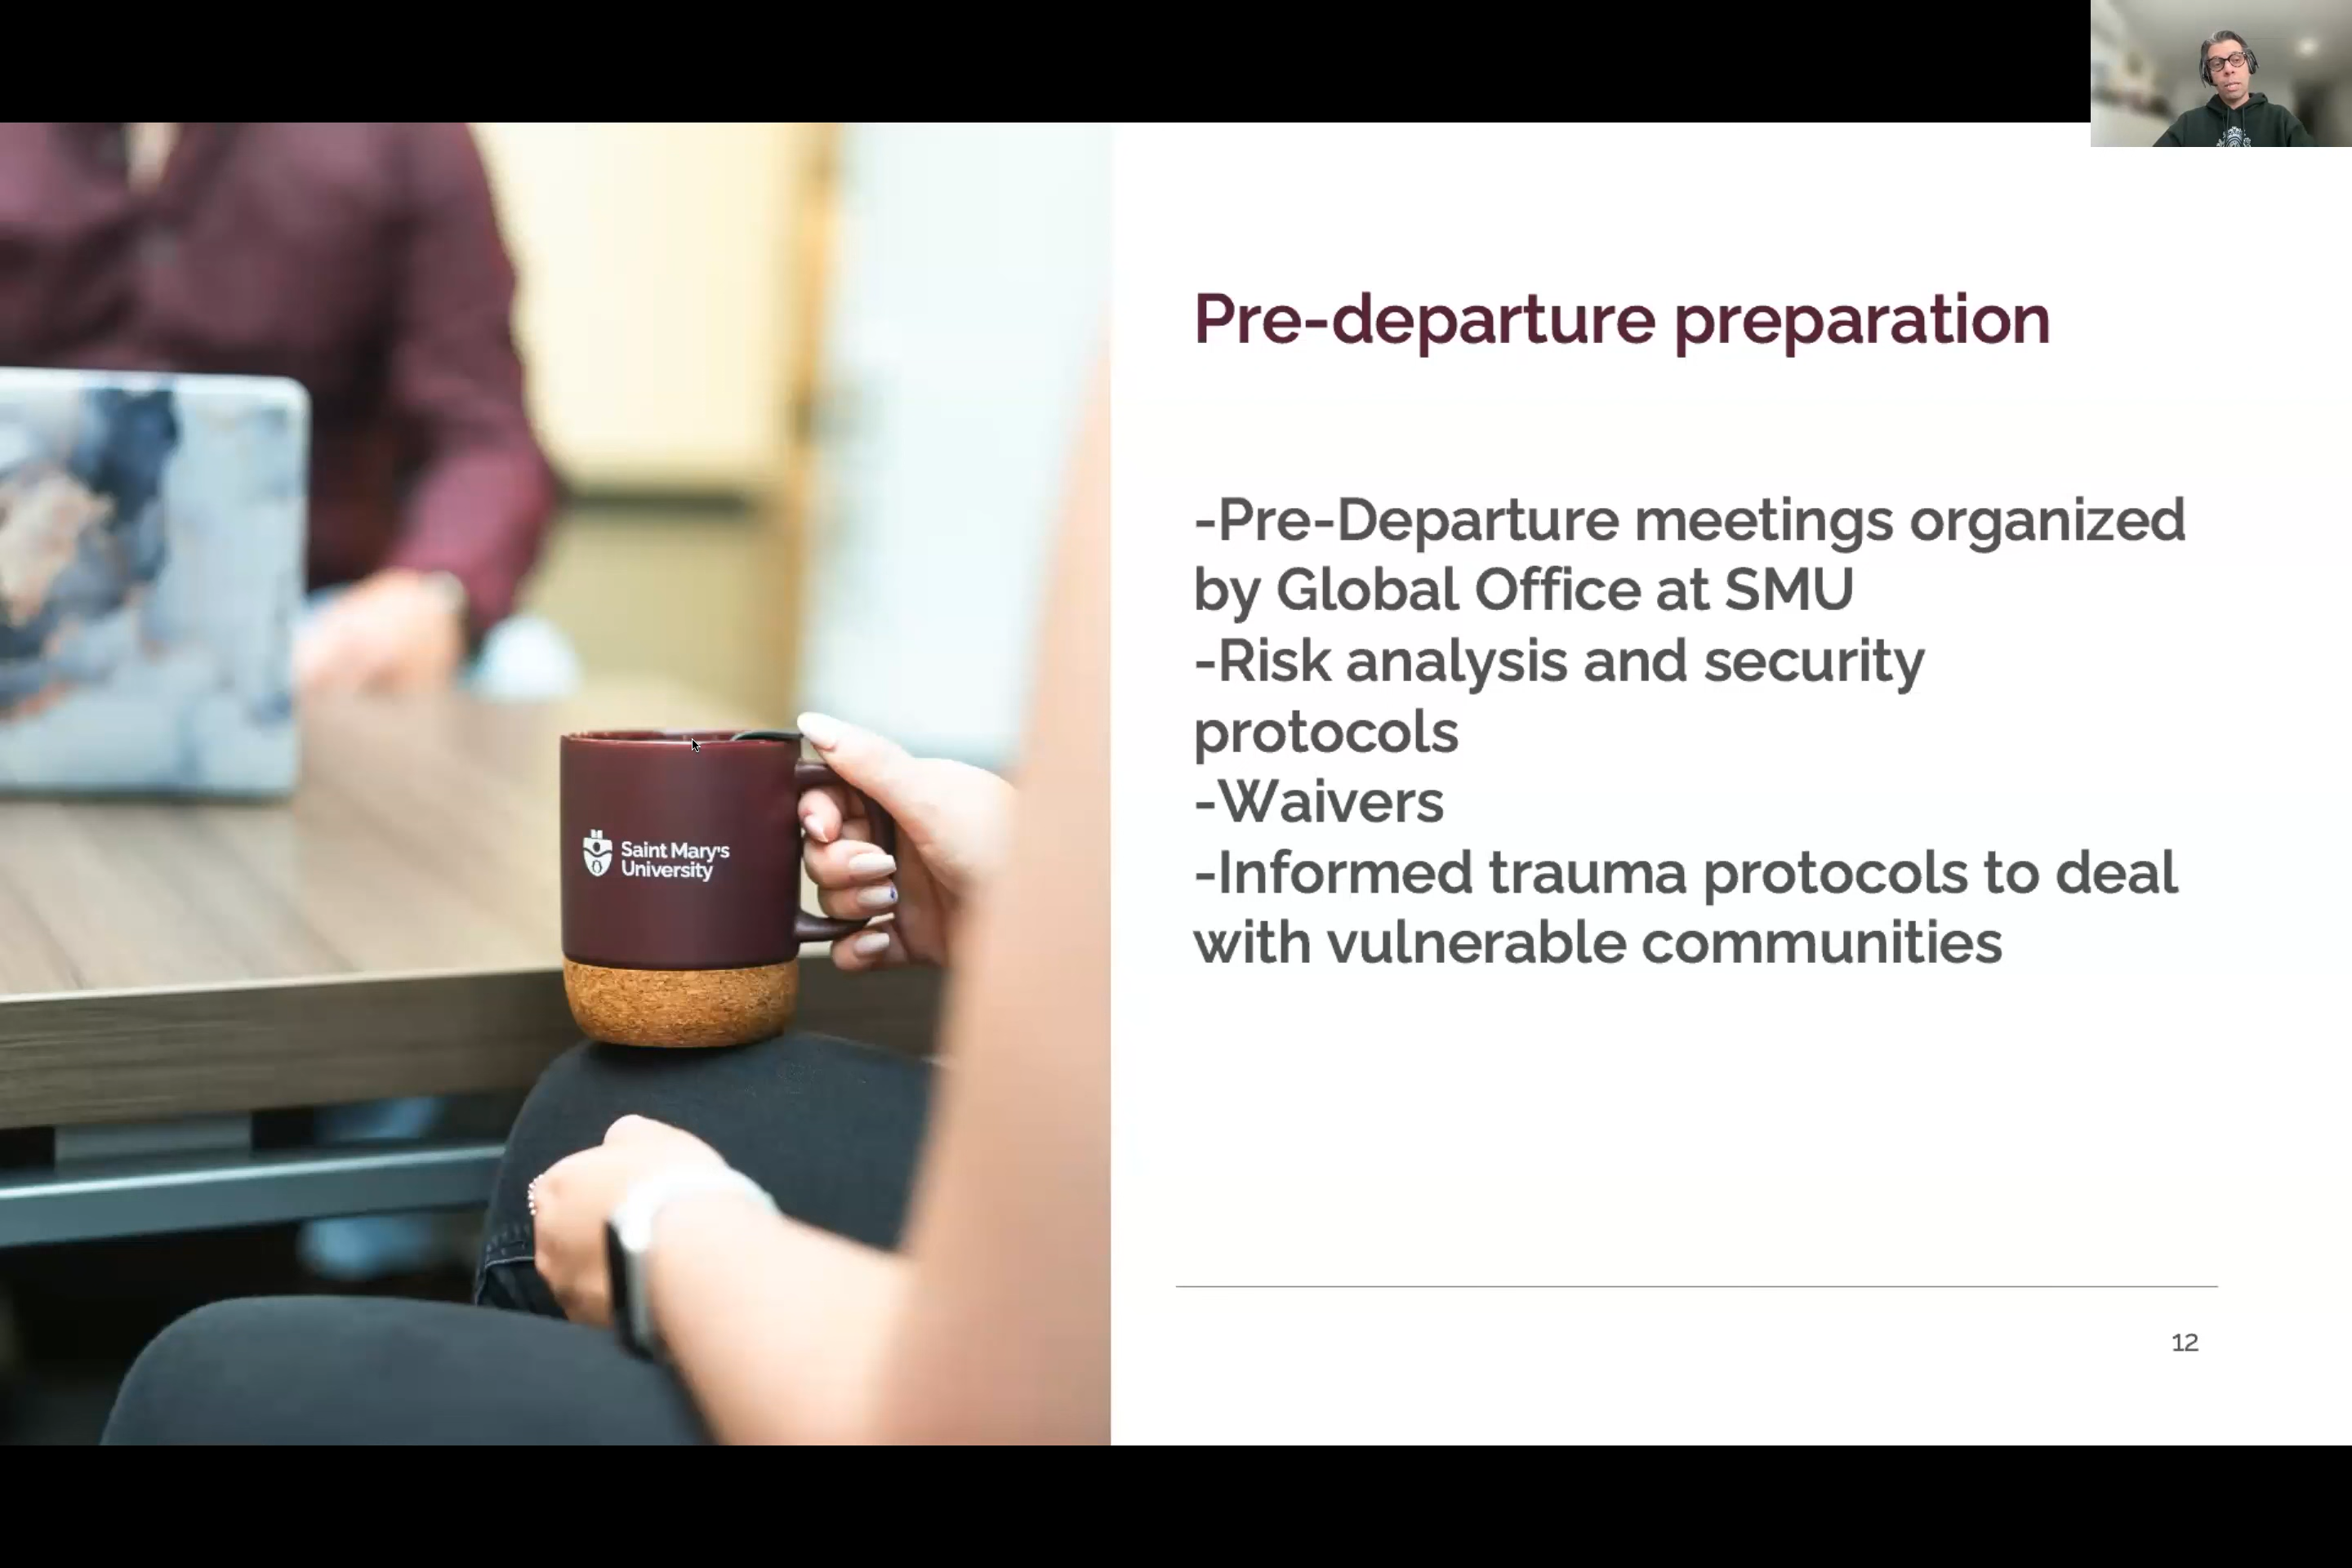 Pre-departure preparation
-Pre-Departure meetings organized
by Global Office at SMU
-Risk analysis and security
protocols
-Waivers
-Informed trauma protocols to deal
with vulnerable communities
Saint Mary's
University
12